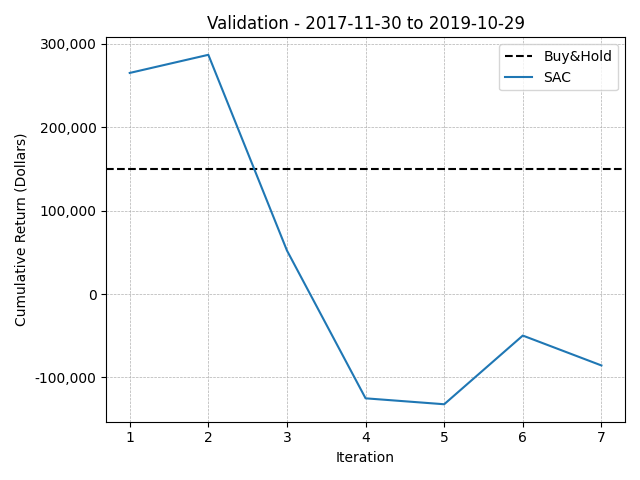 Validation - 2017-11-30 to 2019-10-29
Cumulative Return (Dollars)
300,000
200,000
100,000
0
-100,000
Buy&Hold
SAC
1 2 3 4 5 6 7
Iteration